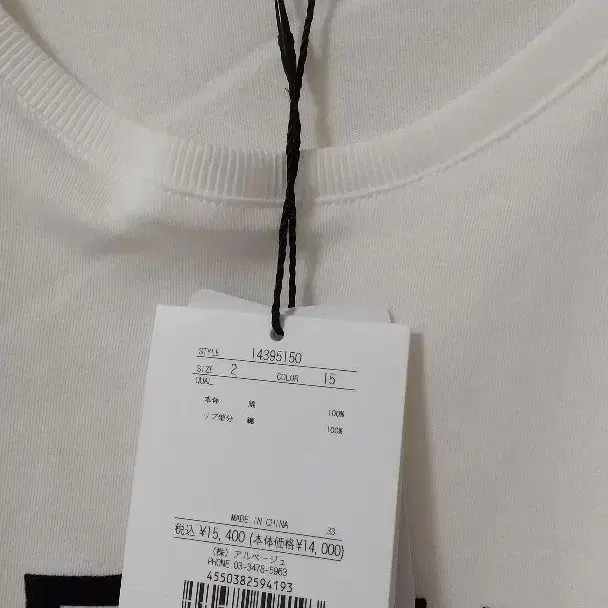 STYLE 14395150
SIZE 2 COLOR 15
QUAL
本体 綿 100%
リブ部分 綿 100%
MADE IN CHINA 33
税込 ¥15,400 (本体価格¥14,000)
(株) アルページュ
PHONE 03-3478-5963
4550382594193